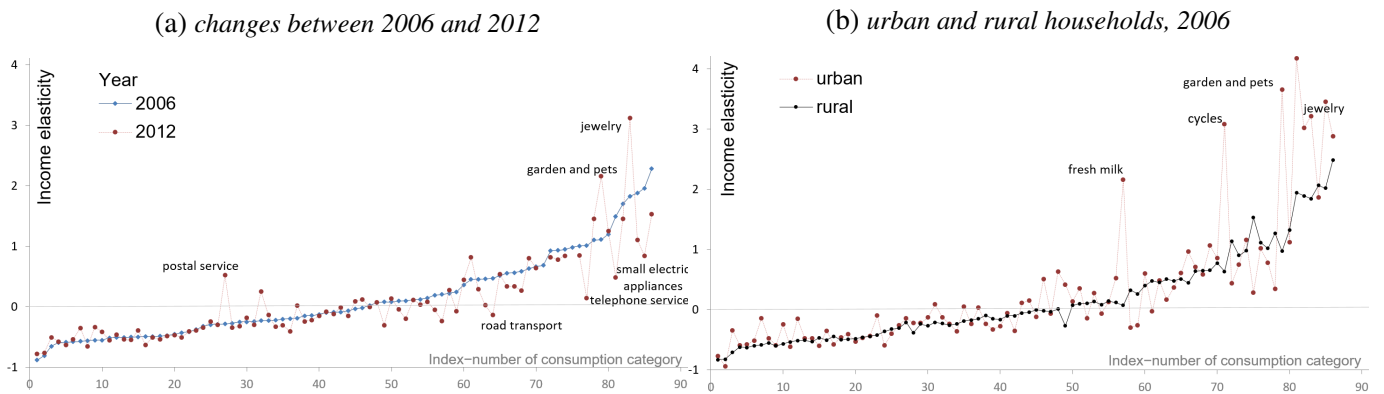 (a) changes between 2006 and 2012
4
3
2
1
0
-1
0
10
20
30
40
50
60
70
80
90
Income elasticity
Year
2006
2012
postal service
jewelry
garden and pets
small electric
appliances
telephone service
road transport
Index−number of consumption category
(b) urban and rural households, 2006
4
3
2
1
0
-1
0
10
20
30
40
50
60
70
80
90
Income elasticity
urban
rural
garden and pets
jewelry
cycles
fresh milk
Index−number of consumption category